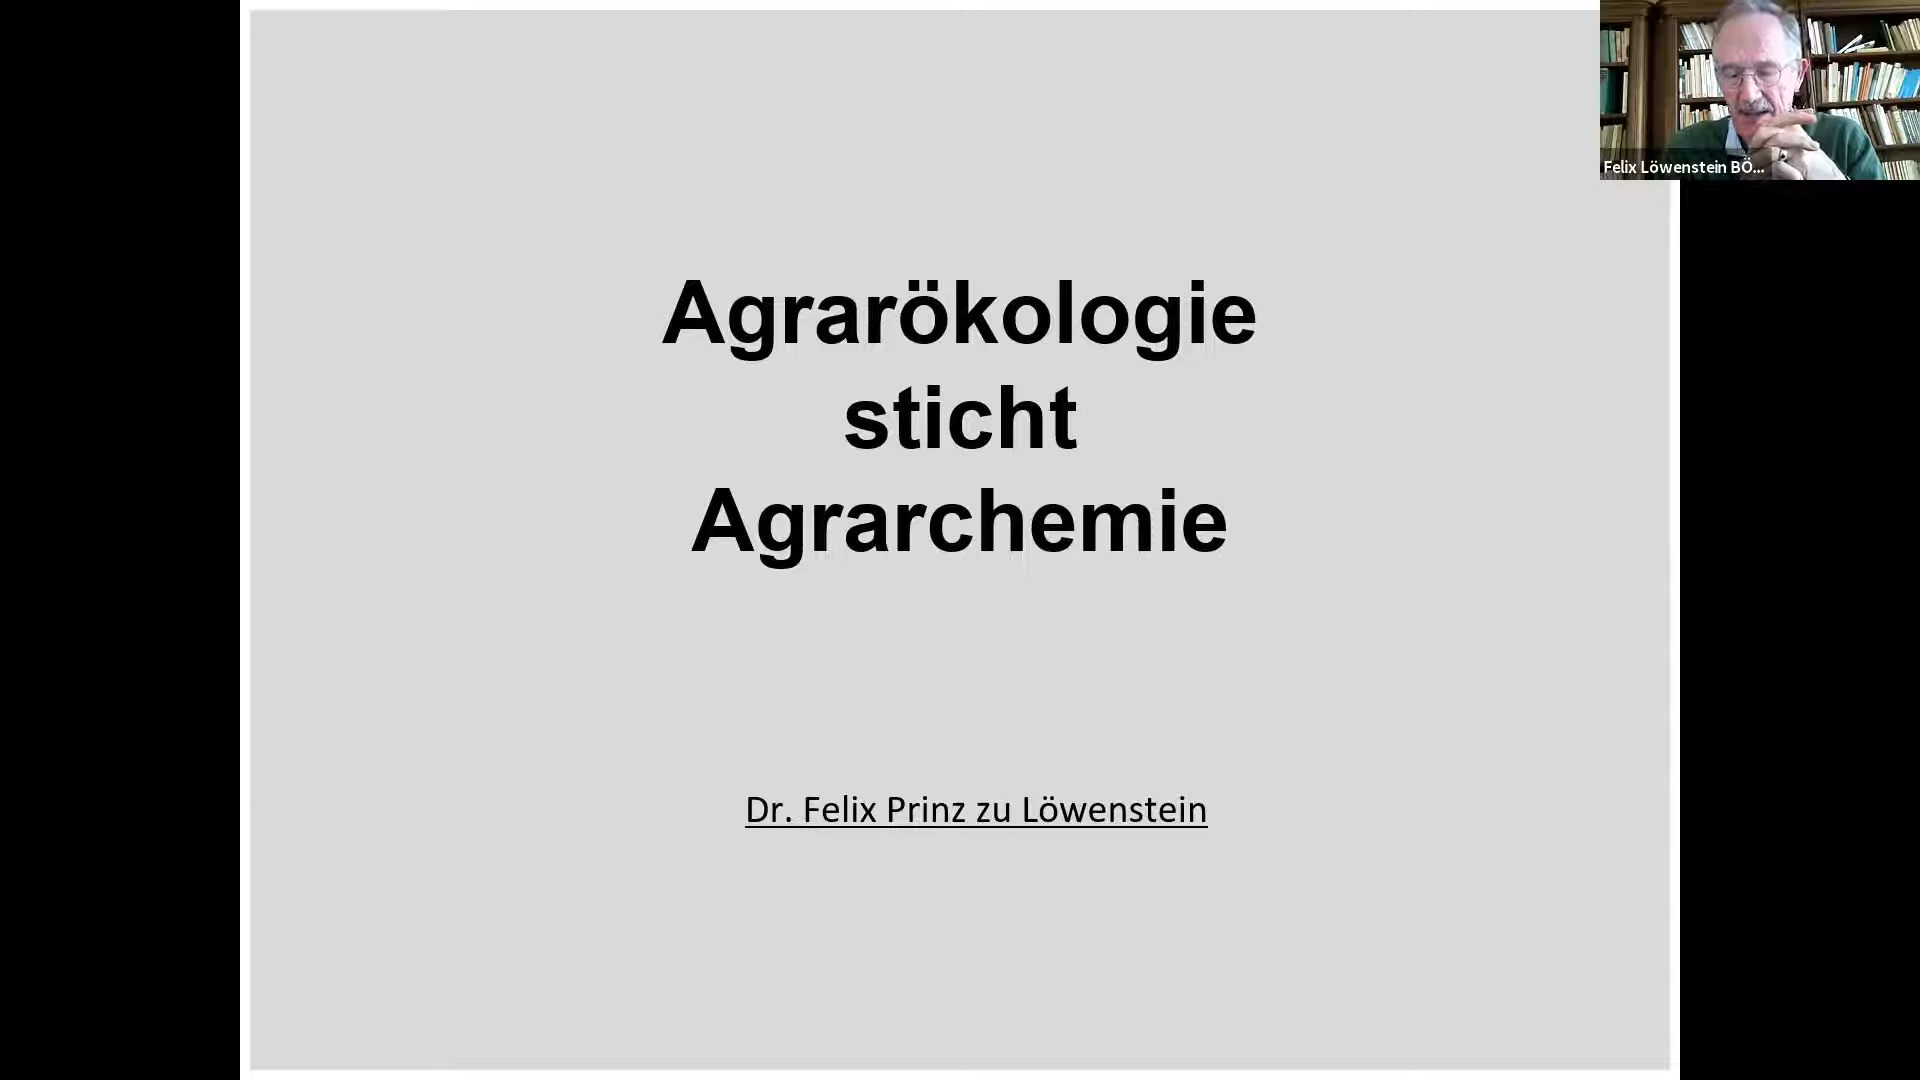 Agrarökologie
sticht
Agrarchemie
Dr. Felix Prinz zu Löwenstein
Felix Löwenstein BÖ...